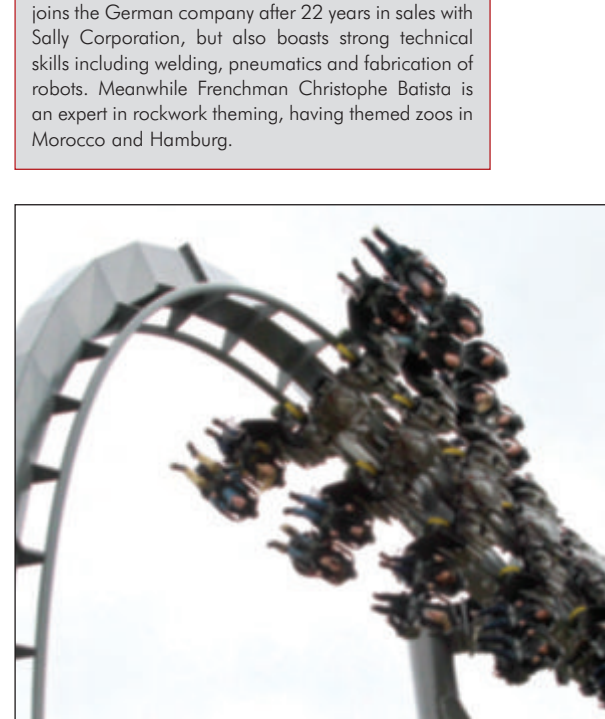 joins the German company after 22 years in sales with
Sally Corporation, but also boasts strong technical
skills including welding, pneumatics and fabrication of
robots. Meanwhile Frenchman Christophe Batista is
an expert in rockwork theming, having themed zoos in
Morocco and Hamburg.